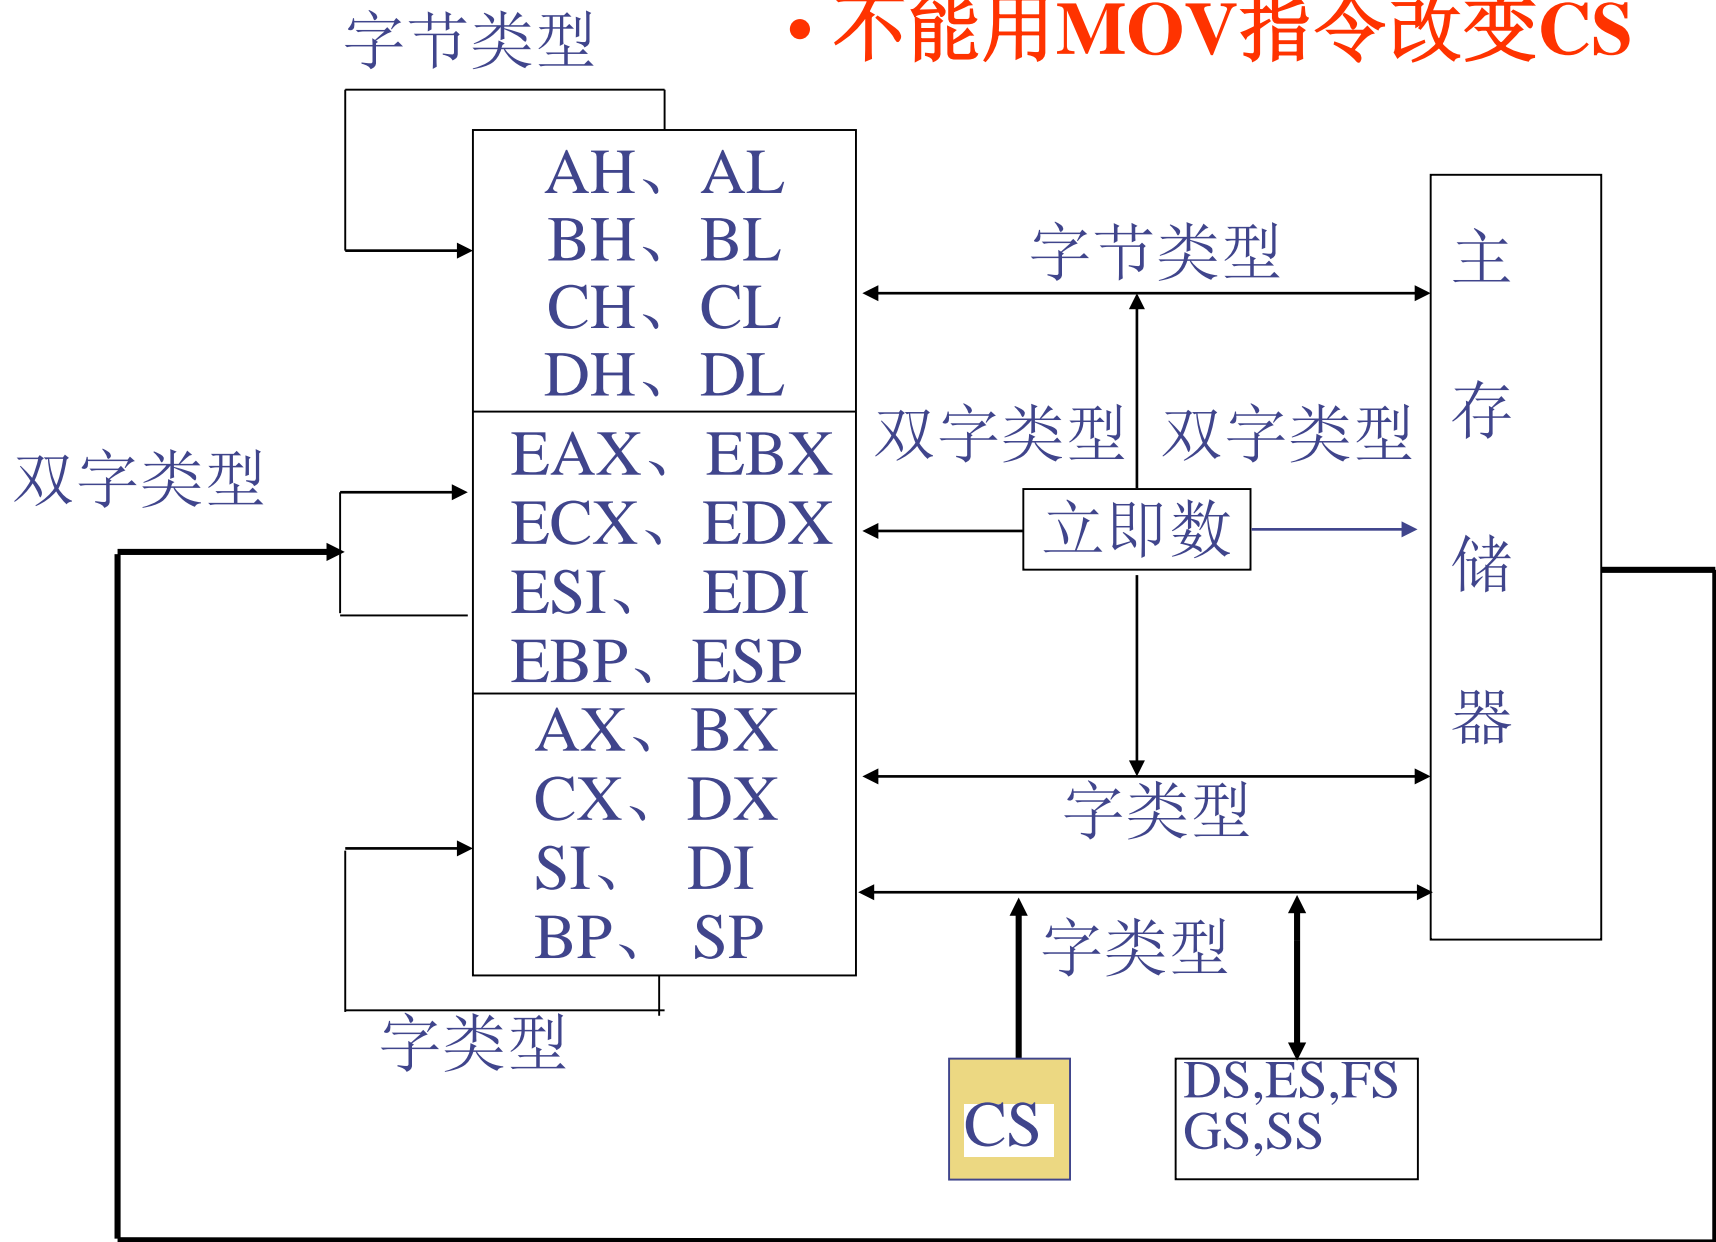 字节类型
• 不能用MOV指令改变CS
AH、AL
BH、BL
CH、CL
DH、DL
字节类型
主
存
储
器
双字类型
EAX、EBX
ECX、EDX
ESI、 EDI
EBP、ESP
双字类型
双字类型
立即数
AX、BX
CX、DX
SI、 DI
BP、 SP
字类型
字类型
字类型
CS
DS,ES,FS
GS,SS